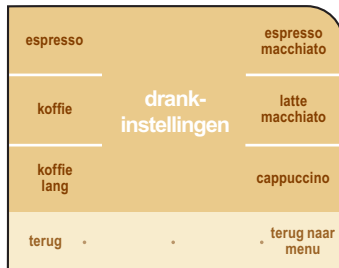 espresso
espresso
macchiato
koffie
drank-
instellingen
latte
macchiato
koffie
lang
cappuccino
terug
terug naar
menu